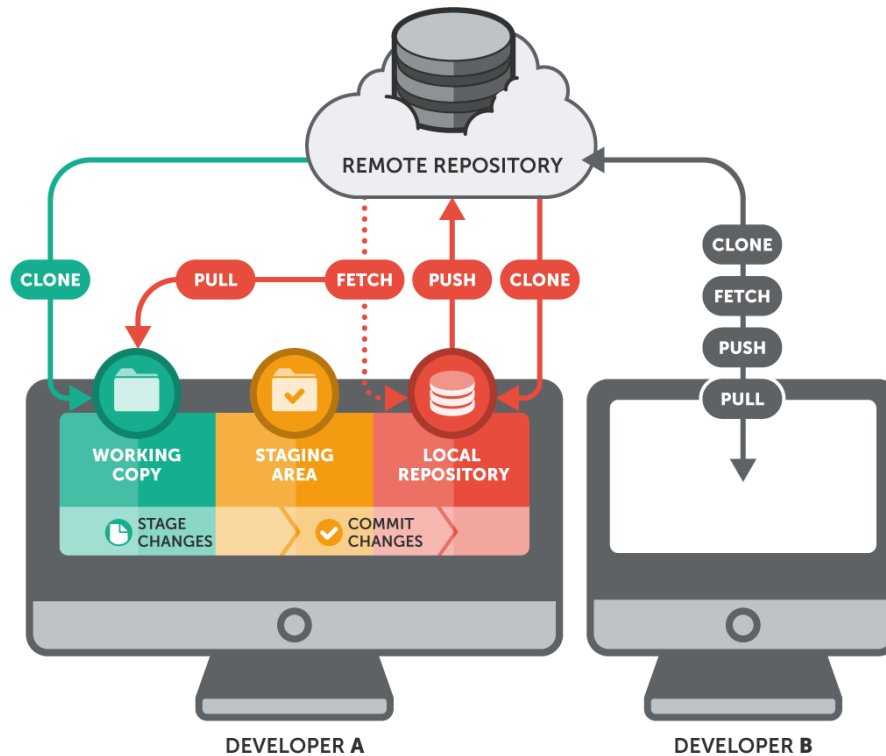 REMOTE REPOSITORY
CLONE
PULL
FETCH
PUSH
CLONE
WORKING
COPY
STAGING
AREA
LOCAL
REPOSITORY
STAGE
CHANGES
COMMIT
CHANGES
DEVELOPER A
CLONE
FETCH
PUSH
PULL
DEVELOPER B